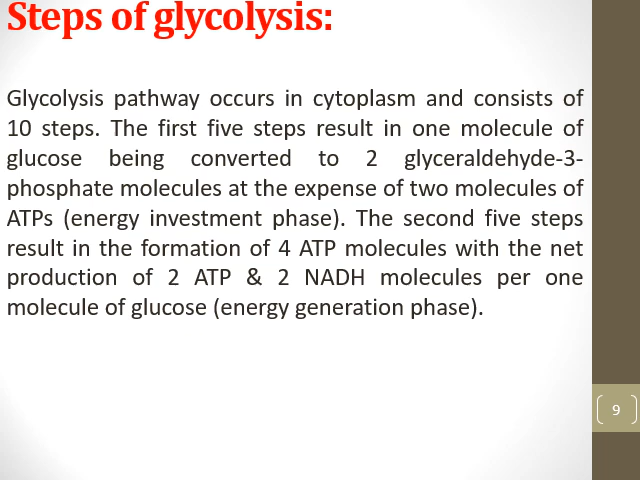 Steps of glycolysis:
Glycolysis pathway occurs in cytoplasm and consists of
10 steps. The first five steps result in one molecule of
glucose being converted to 2 glyceraldehyde-3-
phosphate molecules at the expense of two molecules of
ATPs (energy investment phase). The second five steps
result in the formation of 4 ATP molecules with the net
production of 2 ATP & 2 NADH molecules per one
molecule of glucose (energy generation phase).
9